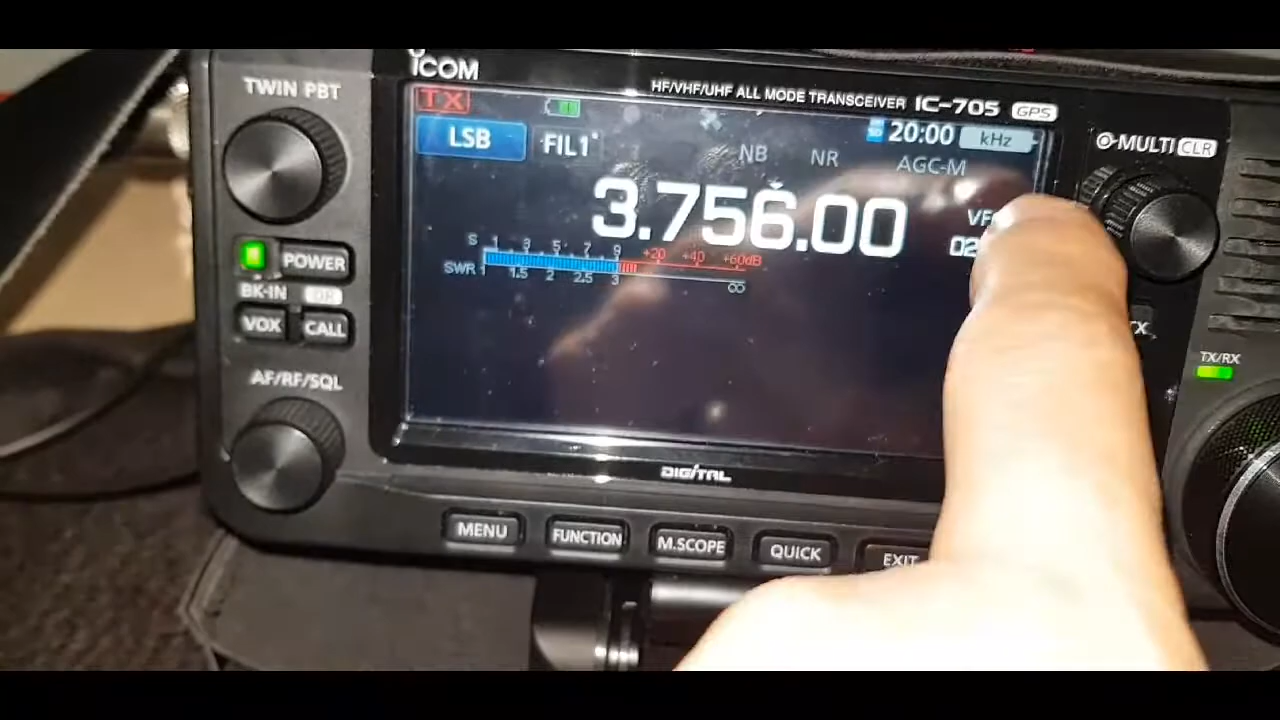 ICOM
TWIN PBT
HF/VHF/UHF ALL MODE TRANSCEIVER IC-705 GPS
TX
20:00 kHz
MULTI CLR
LSB FIL1
NB NR AGC-M
3.756.00
S 1 3 5 7 9 +20 +40 +60dB
SWR 1 1.5 2 2.5 3 ∞
POWER
BK-IN
VOX CALL
TX/RX
AF/RF/SQL
DIGITAL
MENU FUNCTION M.SCOPE QUICK EXIT